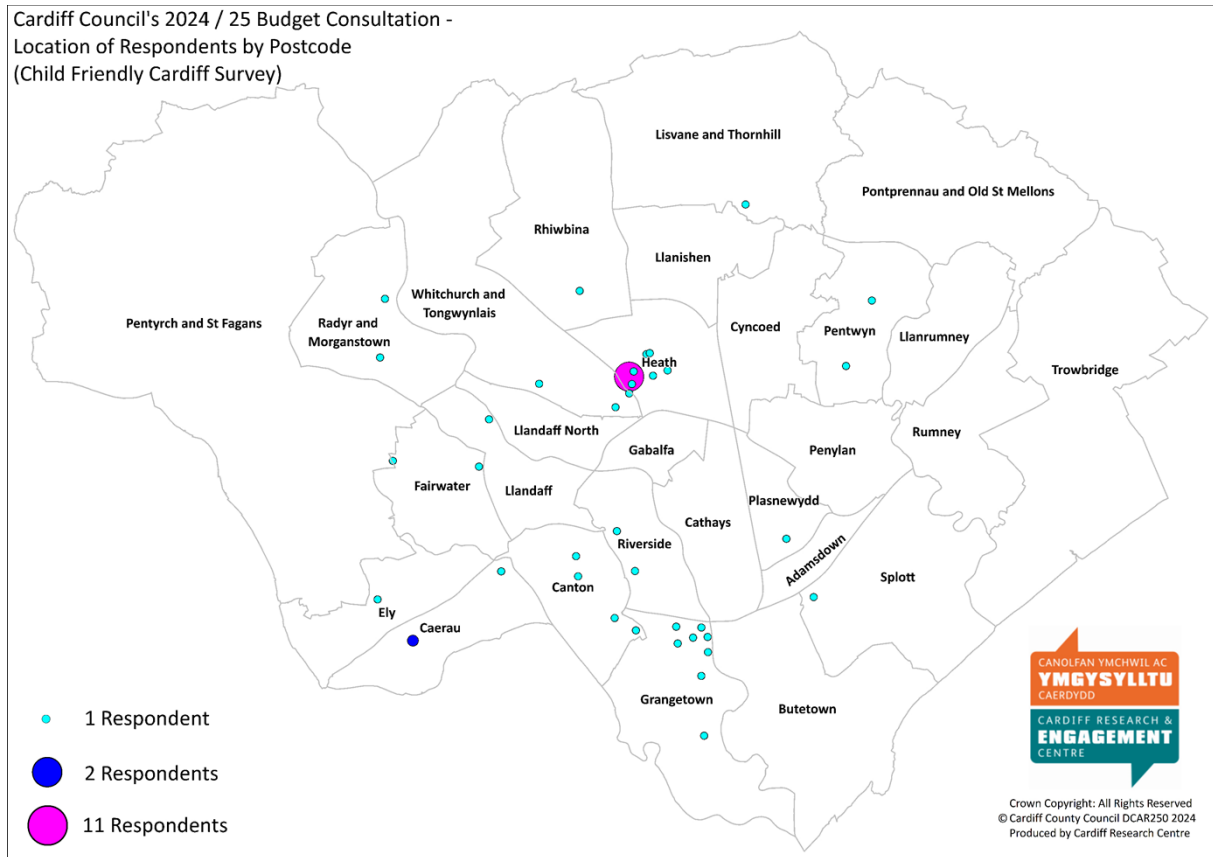 Cardiff Council's 2024 / 25 Budget Consultation -
Location of Respondents by Postcode
(Child Friendly Cardiff Survey)
Lisvane and Thornhill
Pontprennau and Old St Mellons
Rhiwbina
Llanishen
Whitchurch and
Tongwynlais
Pentyrch and St Fagans
Radyr and
Morganstown
Cyncoed
Pentwyn
Llanrumney
Heath
Trowbridge
Llandaff North
Rumney
Gabalfa
Penylan
Fairwater
Llandaff
Plasnewydd
Cathays
Riverside
Adamsdown
Splott
Canton
Ely
Caerau
Grangetown
Butetown
1 Respondent
2 Respondents
11 Respondents
CANOLFAN YMCHWIL AC
YMGYSYLLTU
CAERDYDD
CARDIFF RESEARCH &
ENGAGEMENT
CENTRE
Crown Copyright: All Rights Reserved
© Cardiff County Council DCAR250 2024
Produced by Cardiff Research Centre